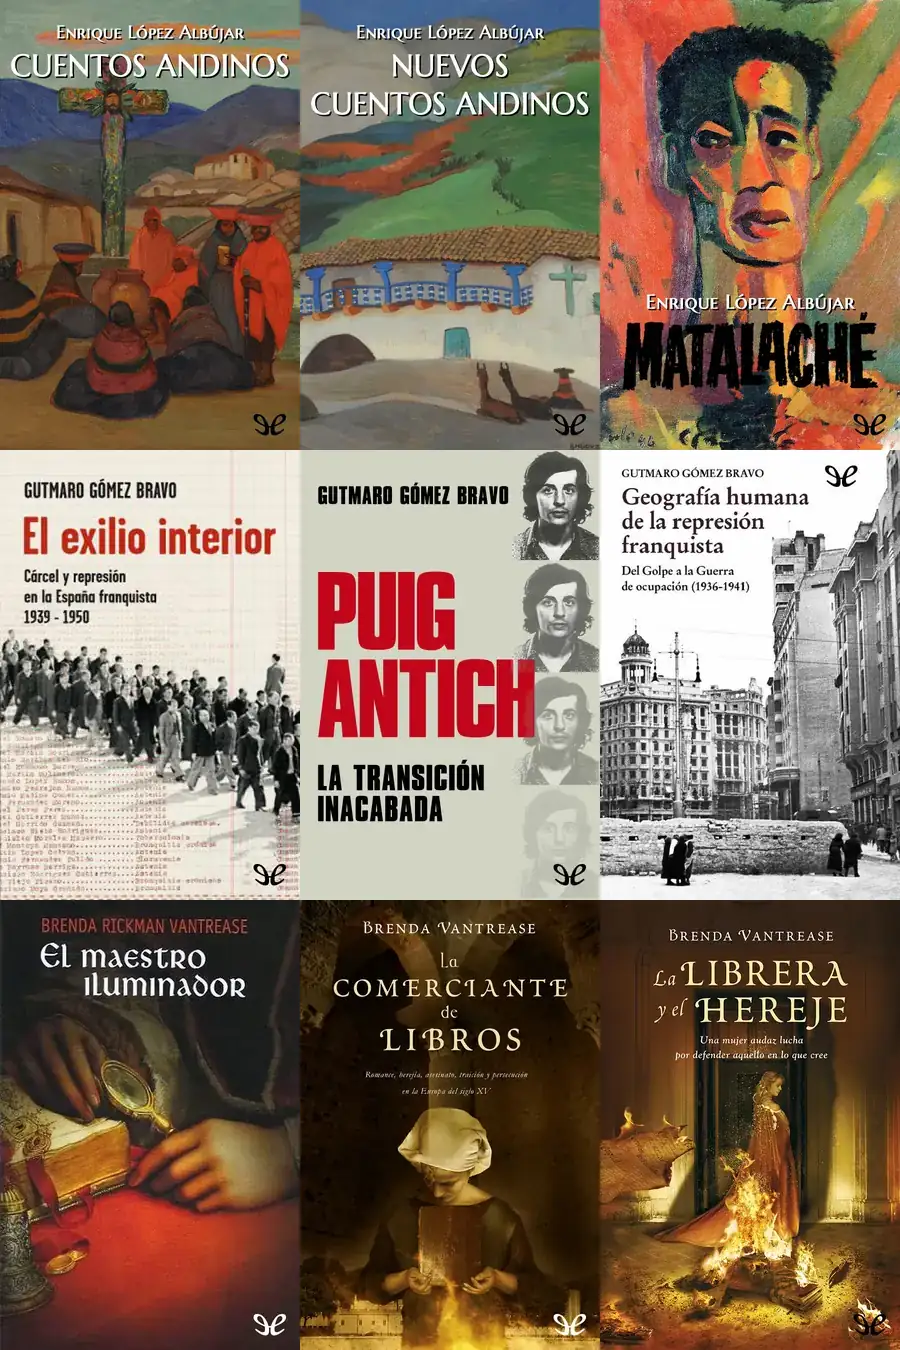 ENRIQUE LÓPEZ ALBÚJAR
CUENTOS ANDINOS
ENRIQUE LÓPEZ ALBÚJAR
NUEVOS
CUENTOS ANDINOS
ENRIQUE LÓPEZ ALBÚJAR
MATALACHÉ
GUTMARO GÓMEZ BRAVO
El exilio interior
Cárcel y represión
en la España franquista
1939 - 1950
GUTMARO GÓMEZ BRAVO
PUIG
ANTICH
LA TRANSICIÓN
INACABADA
GUTMARO GÓMEZ BRAVO
Geografía humana
de la represión
franquista
Del Golpe a la Guerra
de ocupación (1936-1941)
BRENDA RICKMAN VANTREASE
El maestro
iluminador
BRENDA VANTREASE
La
COMERCIANTE
de
LIBROS
Romance, herejía, asesinato, traición y persecución
en la Europa del siglo XV
BRENDA VANTREASE
La LIBRERA
y el HEREJE
Una mujer audaz lucha
por defender aquello en lo que cree